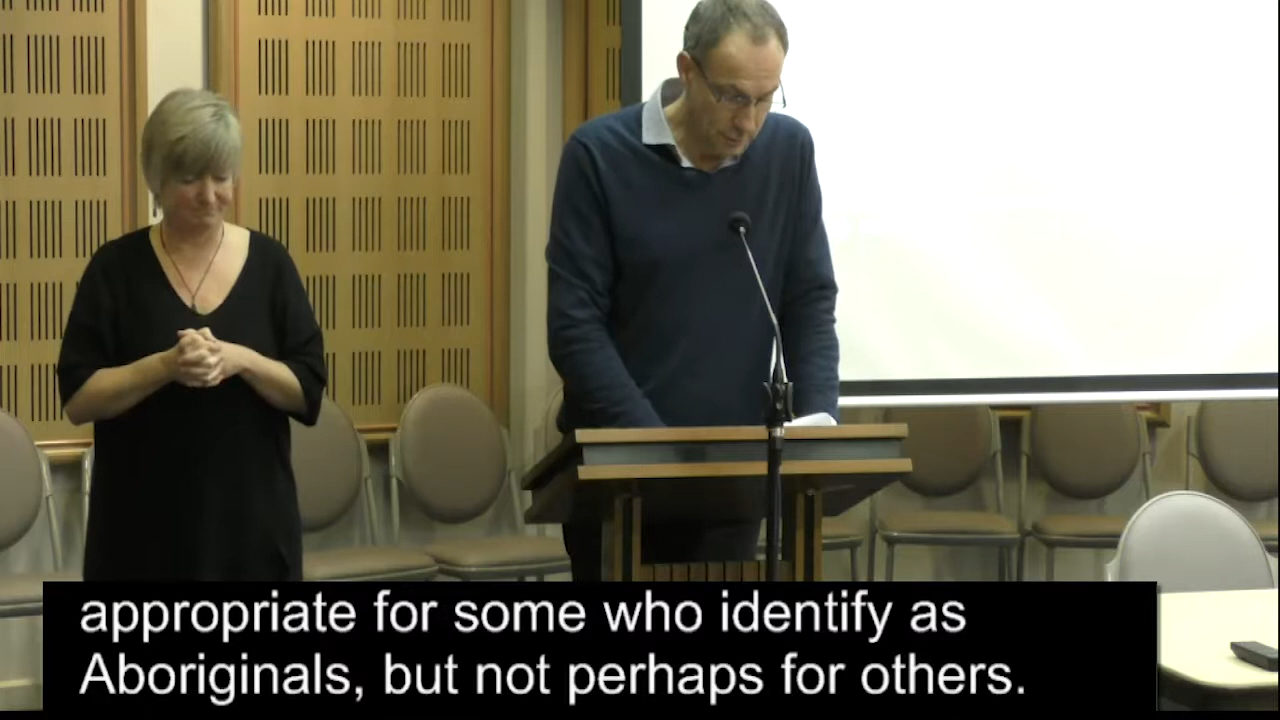 appropriate for some who identify as
Aboriginals, but not perhaps for others.